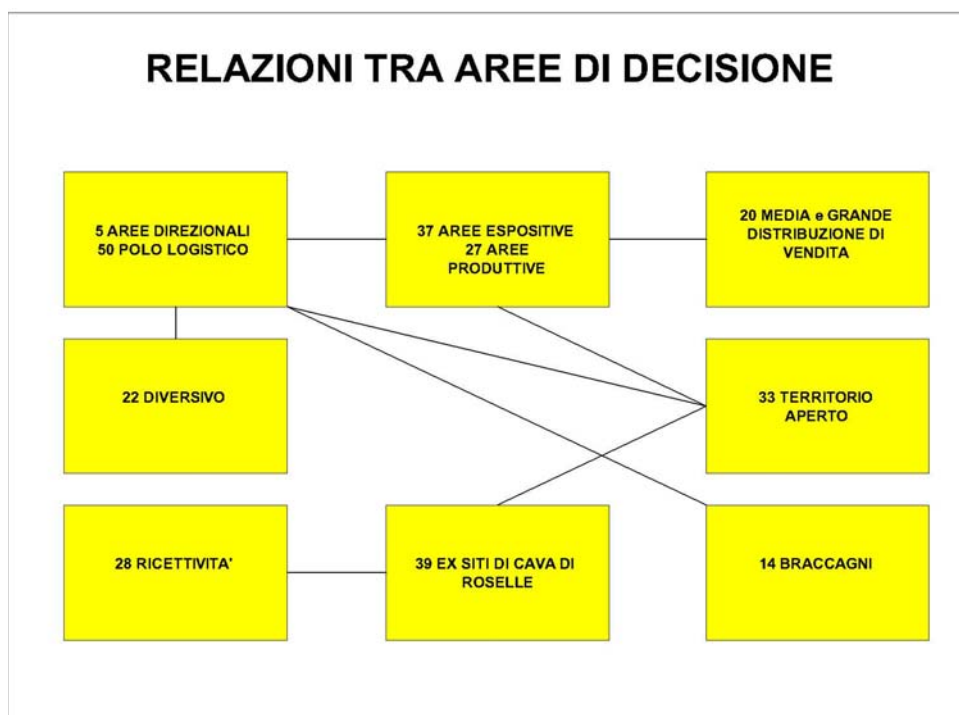 RELAZIONI TRA AREE DI DECISIONE
5 AREE DIREZIONALI
50 POLO LOGISTICO
37 AREE ESPOSITIVE
27 AREE
PRODUTTIVE
20 MEDIA e GRANDE
DISTRIBUZIONE DI
VENDITA
22 DIVERSIVO
33 TERRITORIO
APERTO
28 RICETTIVITA'
39 EX SITI DI CAVA DI
ROSELLE
14 BRACCAGNI